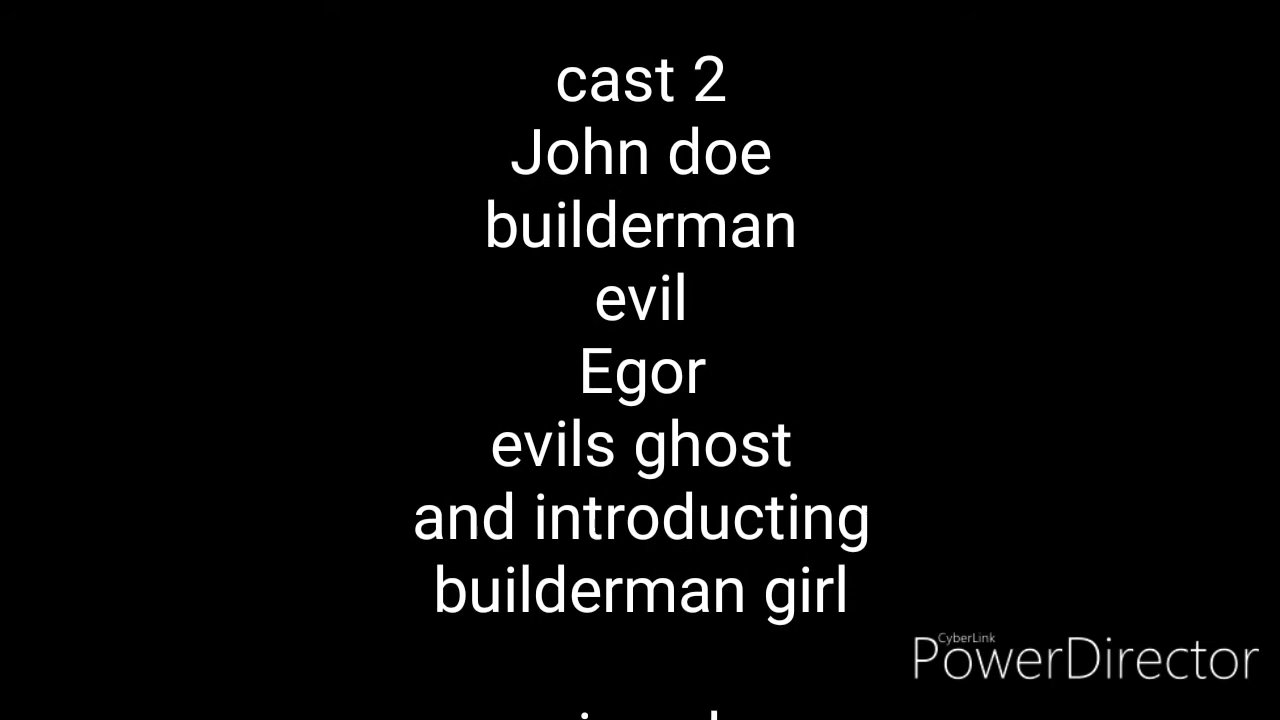 cast 2
John doe
builderman
evil
Egor
evils ghost
and introducting
builderman girl
CyberLink
PowerDirector